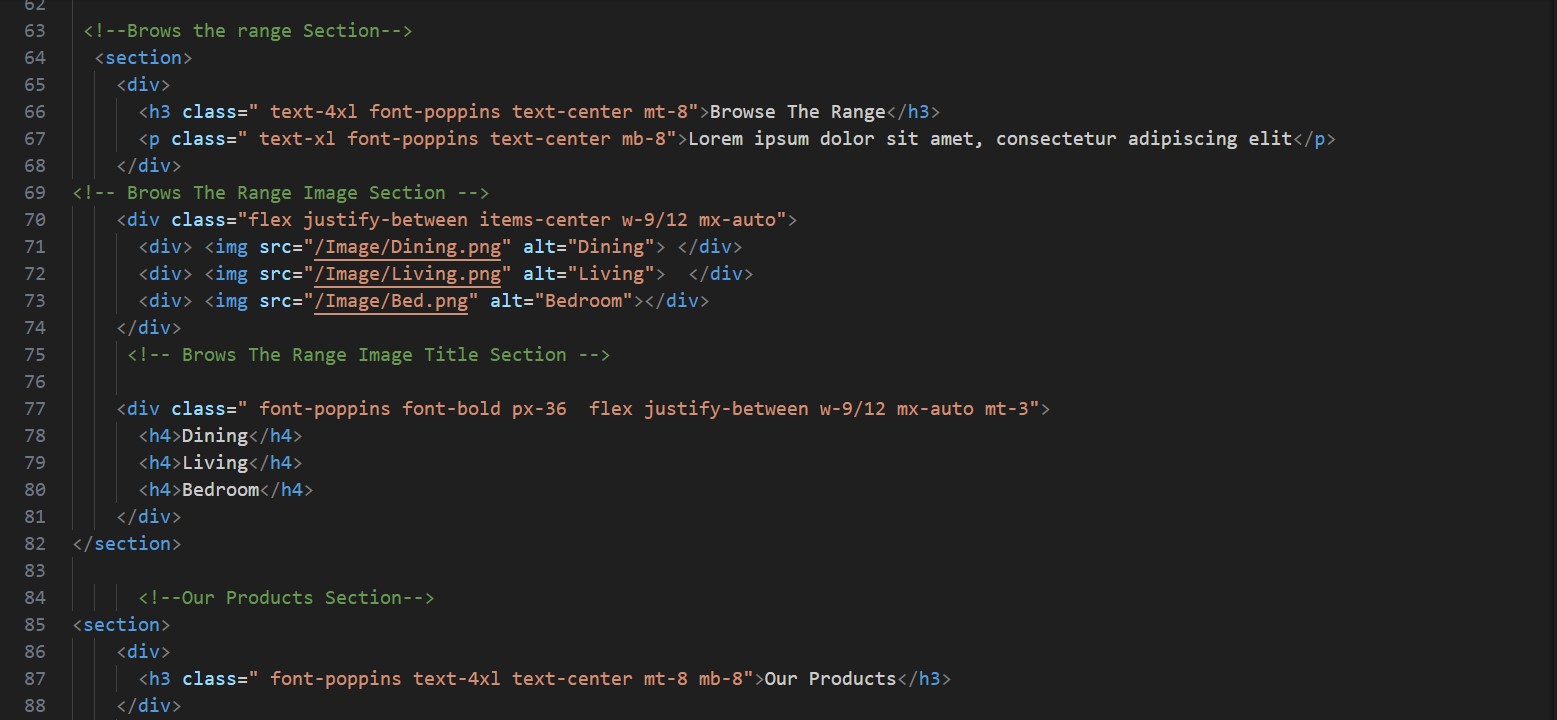 62
63 <!--Brows the range Section-->
64 <section>
65 <div>
66 <h3 class=" text-4xl font-poppins text-center mt-8">Browse The Range</h3>
67 <p class=" text-xl font-poppins text-center mb-8">Lorem ipsum dolor sit amet, consectetur adipiscing elit</p>
68 </div>
69 <!-- Brows The Range Image Section -->
70 <div class="flex justify-between items-center w-9/12 mx-auto">
71 <div> <img src="/Image/Dining.png" alt="Dining"> </div>
72 <div> <img src="/Image/Living.png" alt="Living">  </div>
73 <div> <img src="/Image/Bed.png" alt="Bedroom"></div>
74 </div>
75 <!-- Brows The Range Image Title Section -->
76
77 <div class=" font-poppins font-bold px-36  flex justify-between w-9/12 mx-auto mt-3">
78 <h4>Dining</h4>
79 <h4>Living</h4>
80 <h4>Bedroom</h4>
81 </div>
82 </section>
83
84 <!--Our Products Section-->
85 <section>
86 <div>
87 <h3 class=" font-poppins text-4xl text-center mt-8 mb-8">Our Products</h3>
88 </div>